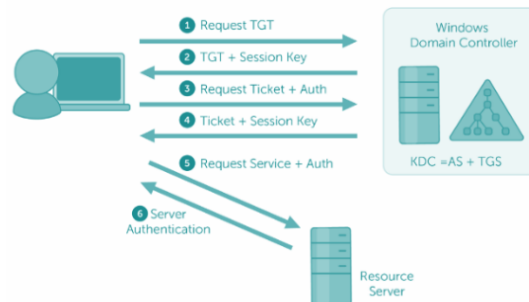 1 Request TGT
2 TGT + Session Key
3 Request Ticket + Auth
4 Ticket + Session Key
5 Request Service + Auth
6 Server
Authentication
Windows
Domain Controller
KDC =AS + TGS
Resource
Server